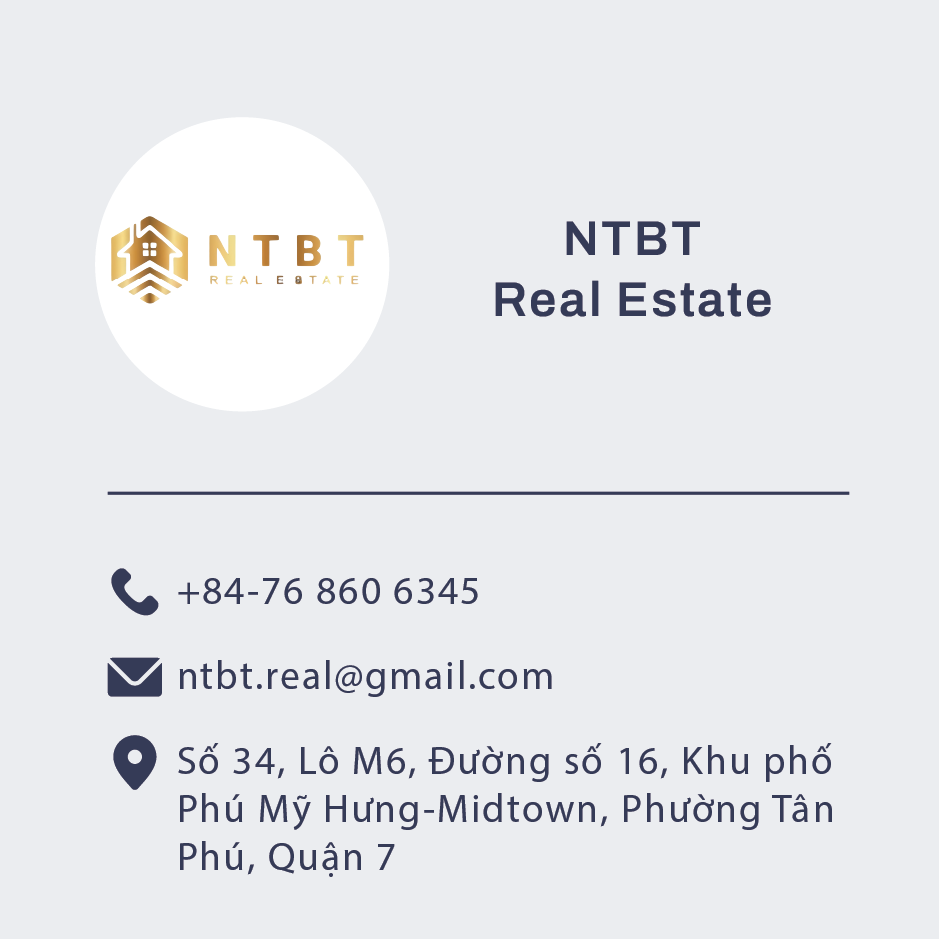 NTBT
REAL ESTATE
NTBT
Real Estate
+84-76 860 6345
ntbt.real@gmail.com
Số 34, Lô M6, Đường số 16, Khu phố
Phú Mỹ Hưng-Midtown, Phường Tân
Phú, Quận 7